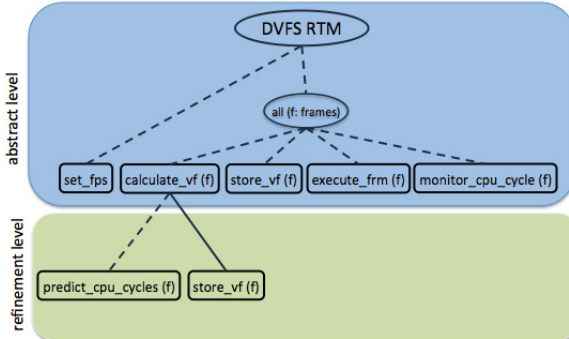 abstract level
DVFS RTM
all (f: frames)
set_fps
calculate_vf (f)
store_vf (f)
execute_frm (f)
monitor_cpu_cycle (f)
refinement level
predict_cpu_cycles (f)
store_vf (f)